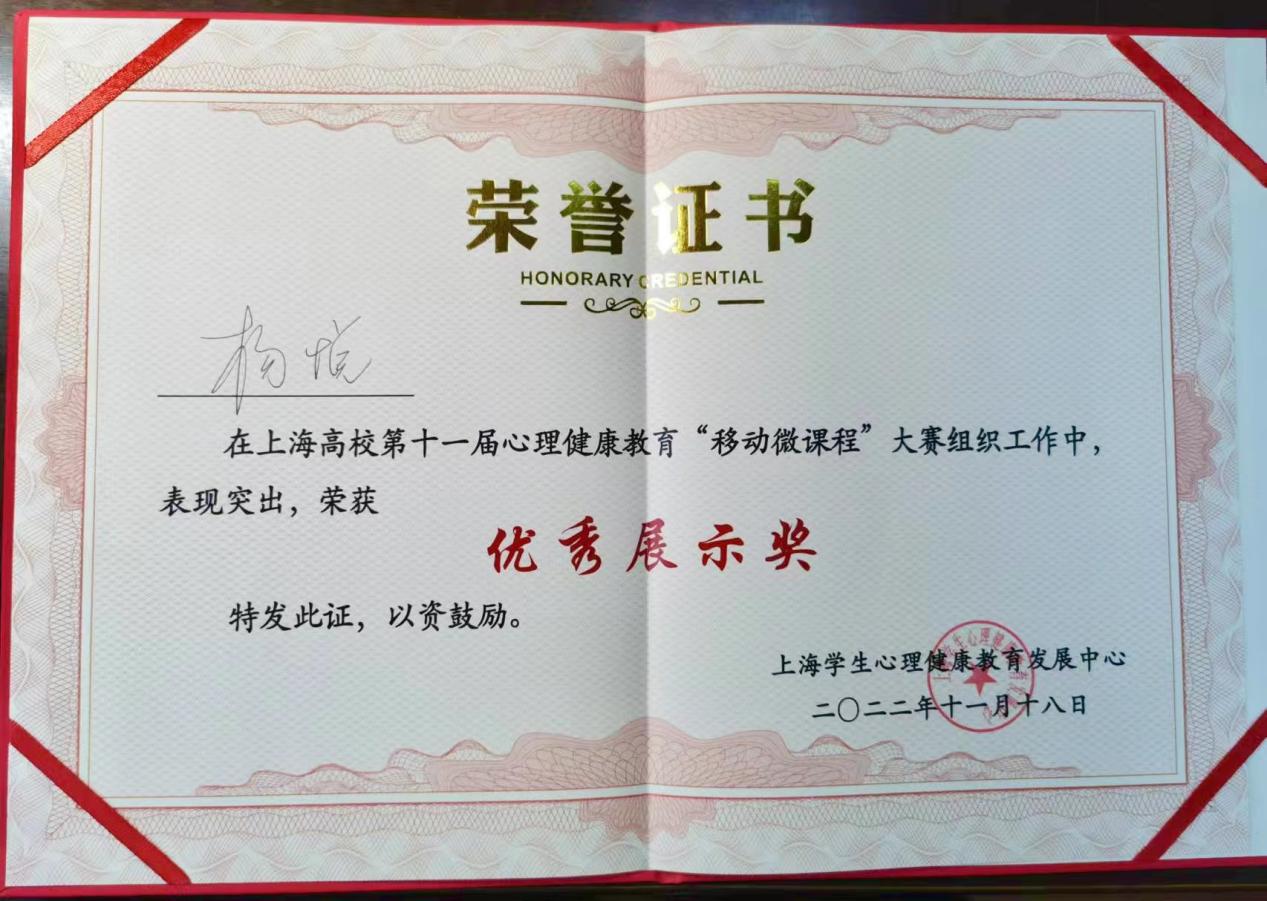 荣誉证书
HONORARY CREDENTIAL
杨悦
在上海高校第十一届心理健康教育“移动微课程”大赛组织工作中，
表现突出，荣获
优秀展示奖
特发此证，以资鼓励。
上海学生心理健康教育发展中心
二〇二二年十一月十八日